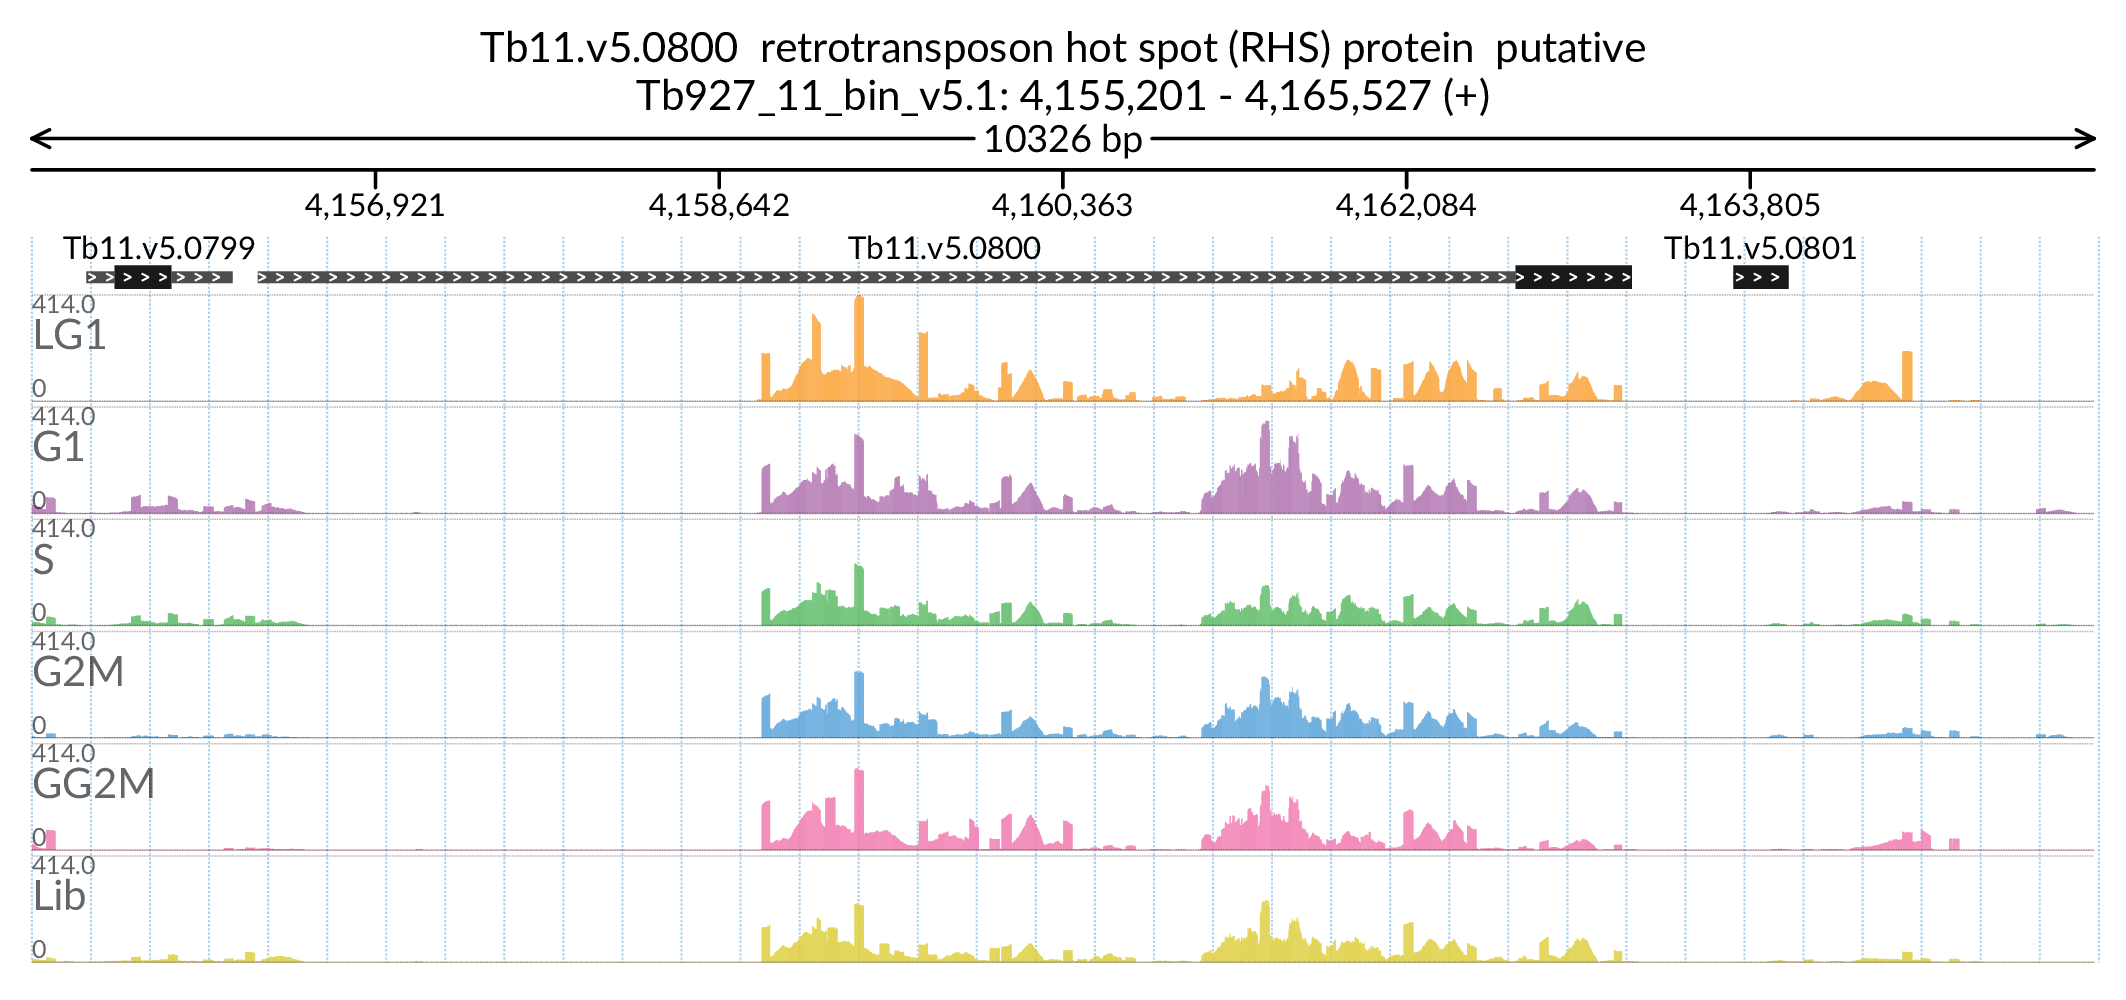 Tb11.v5.0800  retrotransposon hot spot (RHS) protein  putative
Tb927_11_bin_v5.1: 4,155,201 - 4,165,527 (+)
10326 bp
4,156,921 4,158,642 4,160,363 4,162,084 4,163,805
Tb11.v5.0799 Tb11.v5.0800 Tb11.v5.0801
414.0
LG1
0
414.0
G1
0
414.0
S
0
414.0
G2M
0
414.0
GG2M
0
414.0
Lib
0